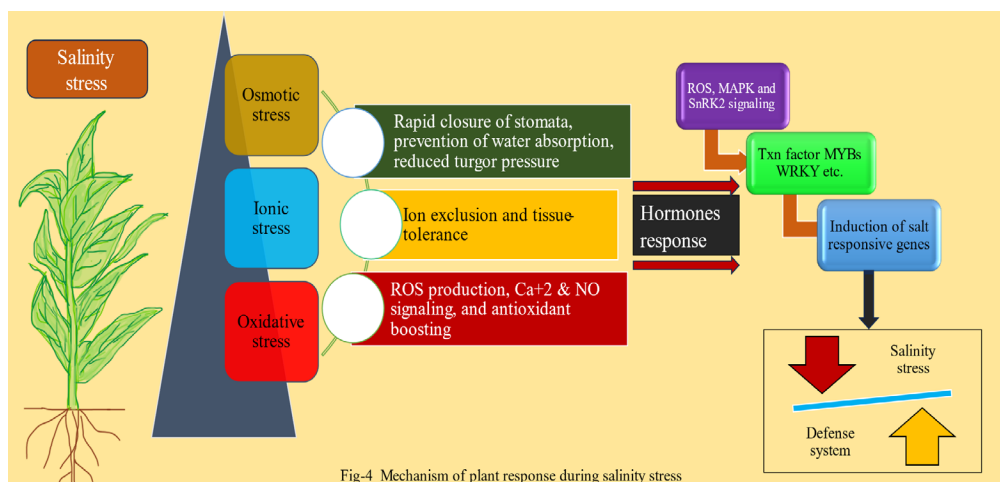 Salinity
stress
Osmotic
stress
Ionic
stress
Oxidative
stress
Rapid closure of stomata,
prevention of water absorption,
reduced turgor pressure
Ion exclusion and tissue-
tolerance
ROS production, Ca+2 & NO
signaling, and antioxidant
boosting
Hormones
response
ROS, MAPK and
SnRK2 signaling
Txn factor MYBs
WRKY etc.
Induction of salt
responsive genes
Salinity
stress
Defense
system
Fig-4 Mechanism of plant response during salinity stress